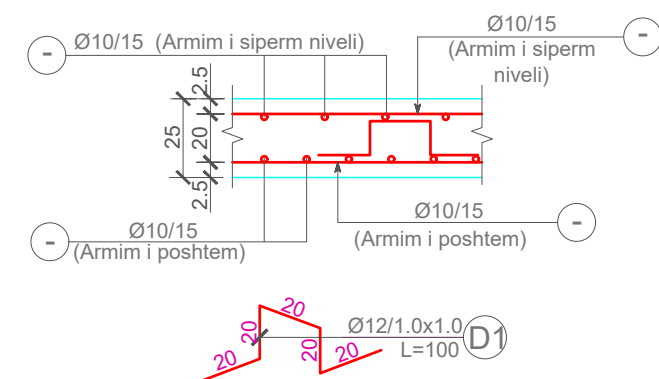 -
Ø10/15 (Armim i siperm niveli)
Ø10/15
(Armim i siperm
niveli)
-
2.5
25
20
2.5
-
Ø10/15
(Armim i poshtem)
Ø10/15
(Armim i poshtem)
-
20
20
20
20
20
Ø12/1.0x1.0
L=100
D1